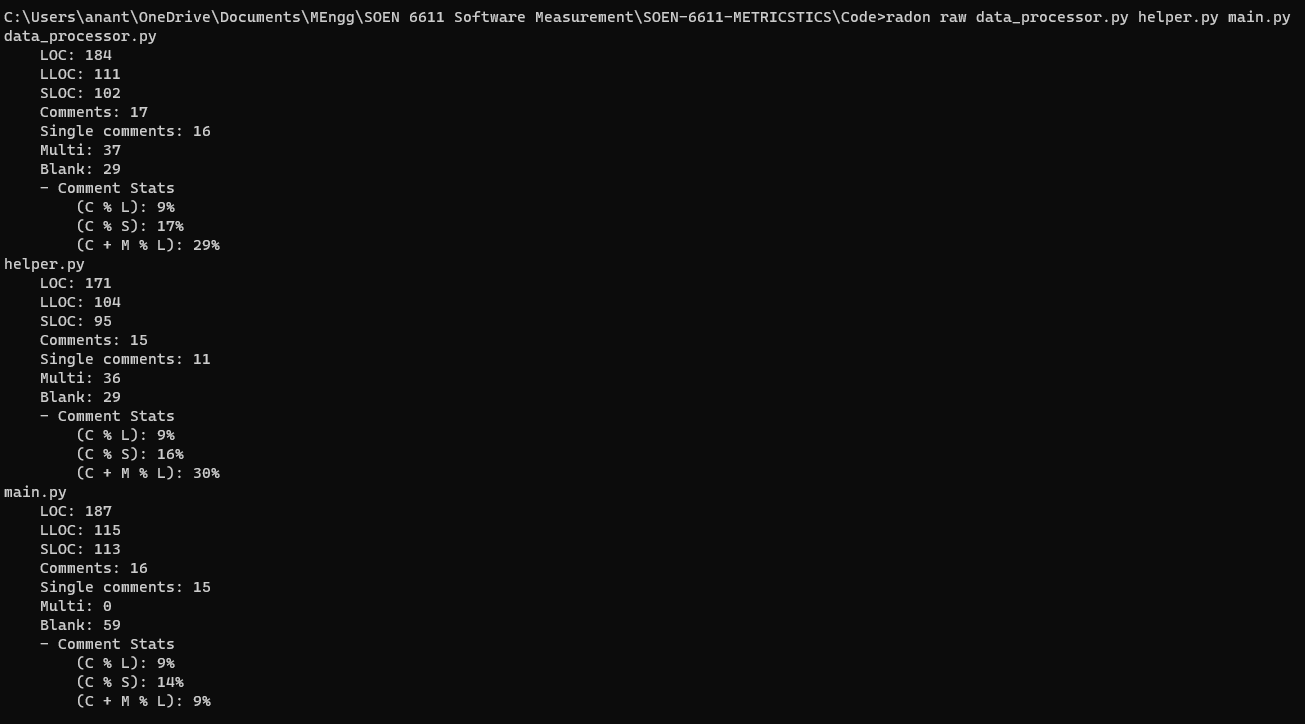 C:\Users\anant\OneDrive\Documents\MEngg\SOEN 6611 Software Measurement\SOEN-6611-METRICSTICS\Code>radon raw data_processor.py helper.py main.py
data_processor.py
    LOC: 184
    LLOC: 111
    SLOC: 102
    Comments: 17
    Single comments: 16
    Multi: 37
    Blank: 29
    - Comment Stats
        (C % L): 9%
        (C % S): 17%
        (C + M % L): 29%
helper.py
    LOC: 171
    LLOC: 104
    SLOC: 95
    Comments: 15
    Single comments: 11
    Multi: 36
    Blank: 29
    - Comment Stats
        (C % L): 9%
        (C % S): 16%
        (C + M % L): 30%
main.py
    LOC: 187
    LLOC: 115
    SLOC: 113
    Comments: 16
    Single comments: 15
    Multi: 0
    Blank: 59
    - Comment Stats
        (C % L): 9%
        (C % S): 14%
        (C + M % L): 9%